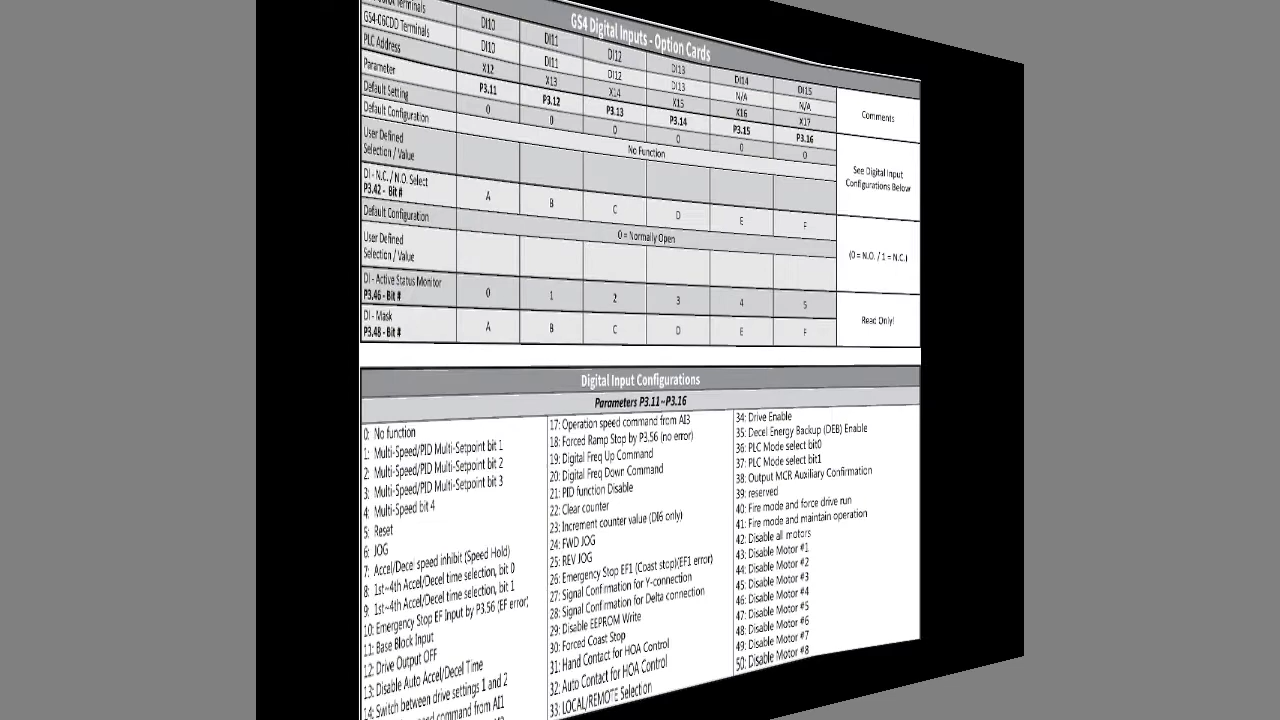 GS4 Digital Inputs - Option Cards
Terminals DI10 DI11 DI12 DI13 DI14 DI15 Comments
GS4-06CDD Terminals DI10 DI11 DI12 DI13 N/A N/A
PLC Address X12 X13 X14 X15 X16 X17
Parameter P3.11 P3.12 P3.13 P3.14 P3.15 P3.16
Default Setting 0 0 0 0 0 0
Default Configuration No Function
User Defined
Selection / Value
See Digital Input
Configurations Below
DI - N.C. / N.O. Select
P3.42 - Bit # A B C D E F
Default Configuration 0 = Normally Open
(0 = N.O. / 1 = N.C.)
User Defined
Selection / Value
DI - Active Status Monitor
P3.46 - Bit # 0 1 2 3 4 5
Read Only!
DI - Mask
P3.48 - Bit # A B C D E F
Digital Input Configurations
Parameters P3.11~P3.16
0: No function
1: Multi-Speed/PID Multi-Setpoint bit 1
2: Multi-Speed/PID Multi-Setpoint bit 2
3: Multi-Speed/PID Multi-Setpoint bit 3
4: Multi-Speed bit 4
5: Reset
6: JOG
7: Accel/Decel speed inhibit (Speed Hold)
8: 1st~4th Accel/Decel time selection, bit 0
9: 1st~4th Accel/Decel time selection, bit 1
10: Emergency Stop EF Input by P3.56 (EF error)
11: Base Block Input
12: Drive Output OFF
13: Disable Auto Accel/Decel Time
14: Switch between drive settings 1 and 2
command from AI1
17: Operation speed command from AI3
18: Forced Ramp Stop by P3.56 (no error)
19: Digital Freq Up Command
20: Digital Freq Down Command
21: PID function Disable
22: Clear counter
23: Increment counter value (DI6 only)
24: FWD JOG
25: REV JOG
26: Emergency Stop EF1 (Coast stop)(EF1 error)
27: Signal Confirmation for Y-connection
28: Signal Confirmation for Delta connection
29: Disable EEPROM Write
30: Forced Coast Stop
31: Hand Contact for HOA Control
32: Auto Contact for HOA Control
33: LOCAL/REMOTE Selection
34: Drive Enable
35: Decel Energy Backup (DEB) Enable
36: PLC Mode select bit0
37: PLC Mode select bit1
38: Output MCR Auxiliary Confirmation
39: reserved
40: Fire mode and force drive run
41: Fire mode and maintain operation
42: Disable all motors
43: Disable Motor #1
44: Disable Motor #2
45: Disable Motor #3
46: Disable Motor #4
47: Disable Motor #5
48: Disable Motor #6
49: Disable Motor #7
50: Disable Motor #8